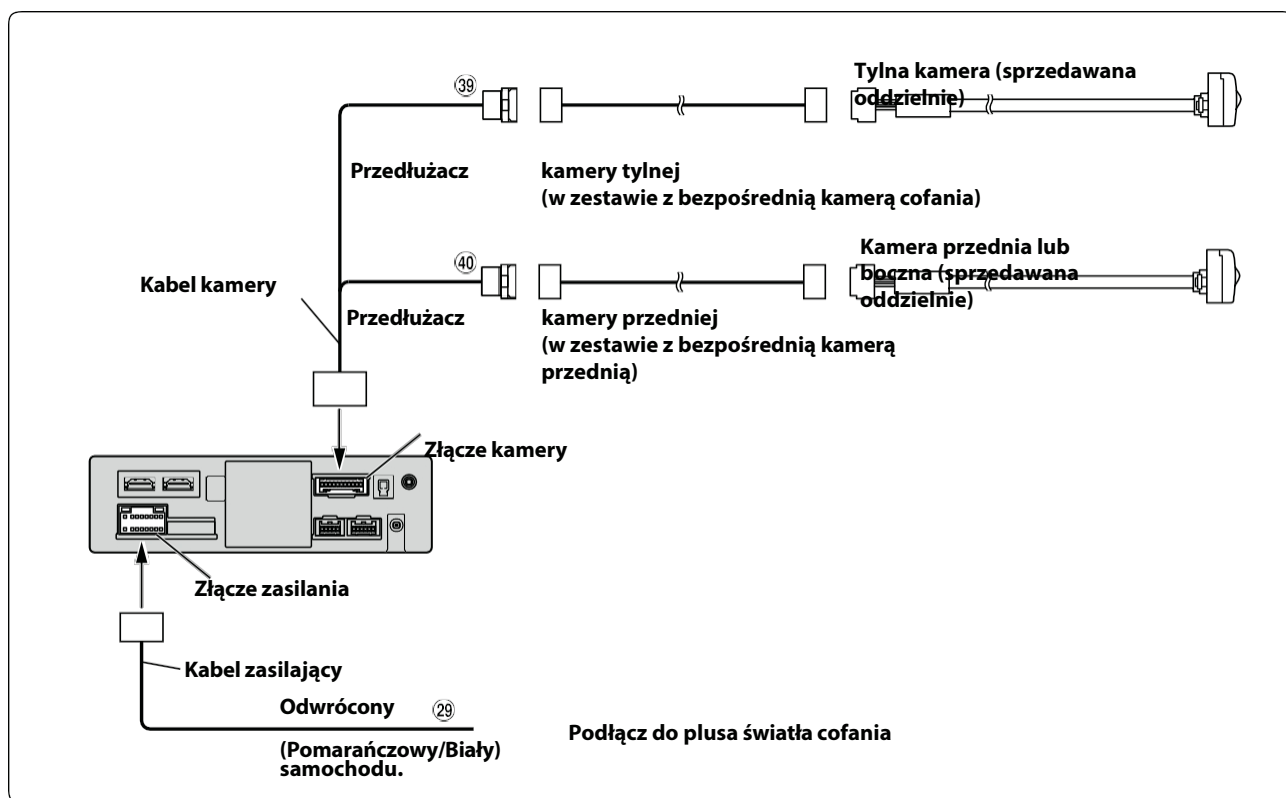 Tylna kamera (sprzedawana
oddzielnie)
39
Przedłużacz
kamery tylnej
(w zestawie z bezpośrednią kamerą cofania)
Kamera przednia lub
boczna (sprzedawana
oddzielnie)
40
Kabel kamery
Przedłużacz
kamery przedniej
(w zestawie z bezpośrednią kamerą
przednią)
Złącze kamery
Złącze zasilania
Kabel zasilający
Odwrócony
29
Podłącz do plusa światła cofania
(Pomarańczowy/Biały)
samochodu.